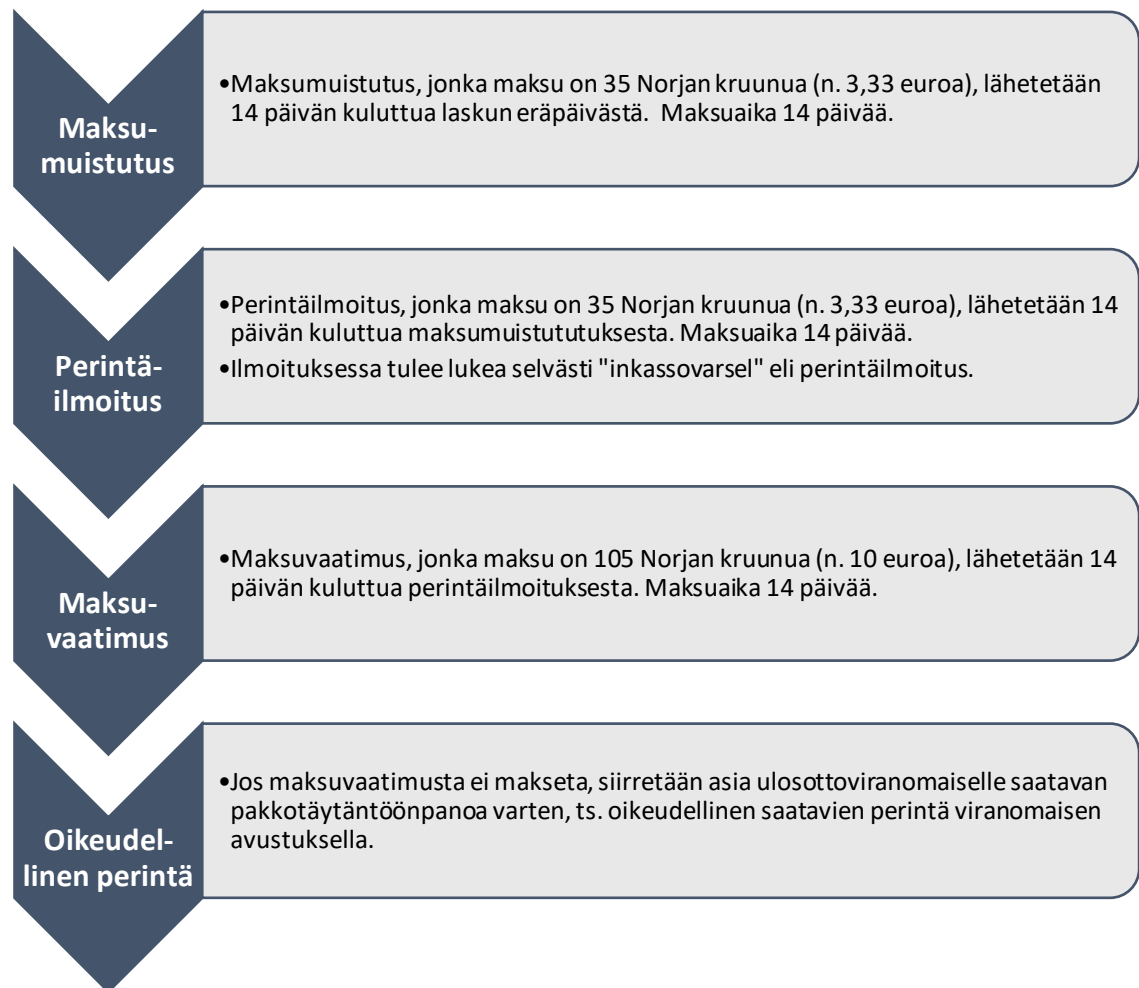 Maksu-
muistutus
•Maksumuistutus, jonka maksu on 35 Norjan kruunua (n. 3,33 euroa), lähetetään
14 päivän kuluttua laskun eräpäivästä.  Maksuaika 14 päivää.
Perintä-
ilmoitus
•Perintäilmoitus, jonka maksu on 35 Norjan kruunua (n. 3,33 euroa), lähetetään 14
päivän kuluttua maksumuistututuksesta. Maksuaika 14 päivää.
•Ilmoituksessa tulee lukea selvästi "inkassovarsel" eli perintäilmoitus.
Maksu-
vaatimus
•Maksuvaatimus, jonka maksu on 105 Norjan kruunua (n. 10 euroa), lähetetään 14
päivän kuluttua perintäilmoituksesta. Maksuaika 14 päivää.
Oikeudel-
linen perintä
•Jos maksuvaatimusta ei makseta, siirretään asia ulosottoviranomaiselle saatavan
pakkotäytäntöönpanoa varten, ts. oikeudellinen saatavien perintä viranomaisen
avustuksella.